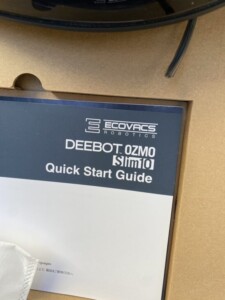 ECOVACS
ROBOTICS
DEEBOT OZMO
Slim10
Quick Start Guide